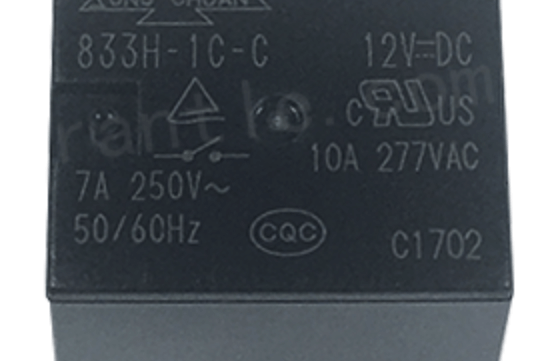 833H-1C-C 12V⎓DC
c US
10A 277VAC
7A 250V~
50/60Hz CQC C1702